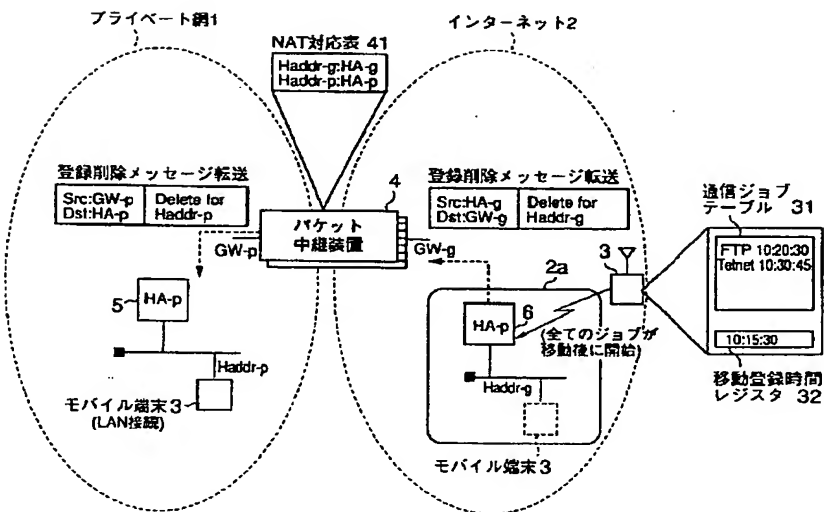 プライベート網1
インターネット2
NAT対応表 41
Haddr-g:HA-g
Haddr-p:HA-p
登録削除メッセージ転送
Src:GW-p
Dst:HA-p
Delete for
Haddr-p
4
パケット
中継装置
GW-p
GW-g
登録削除メッセージ転送
Src:HA-g
Dst:GW-g
Delete for
Haddr-g
通信ジョブ
テーブル 31
FTP 10:20:30
Telnet 10:30:45
10:15:30
移動登録時間
レジスタ 32
3
2a
5
HA-p
Haddr-p
モバイル端末3
(LAN接続)
6
HA-p
(全てのジョブが
移動後に開始)
Haddr-g
モバイル端末3